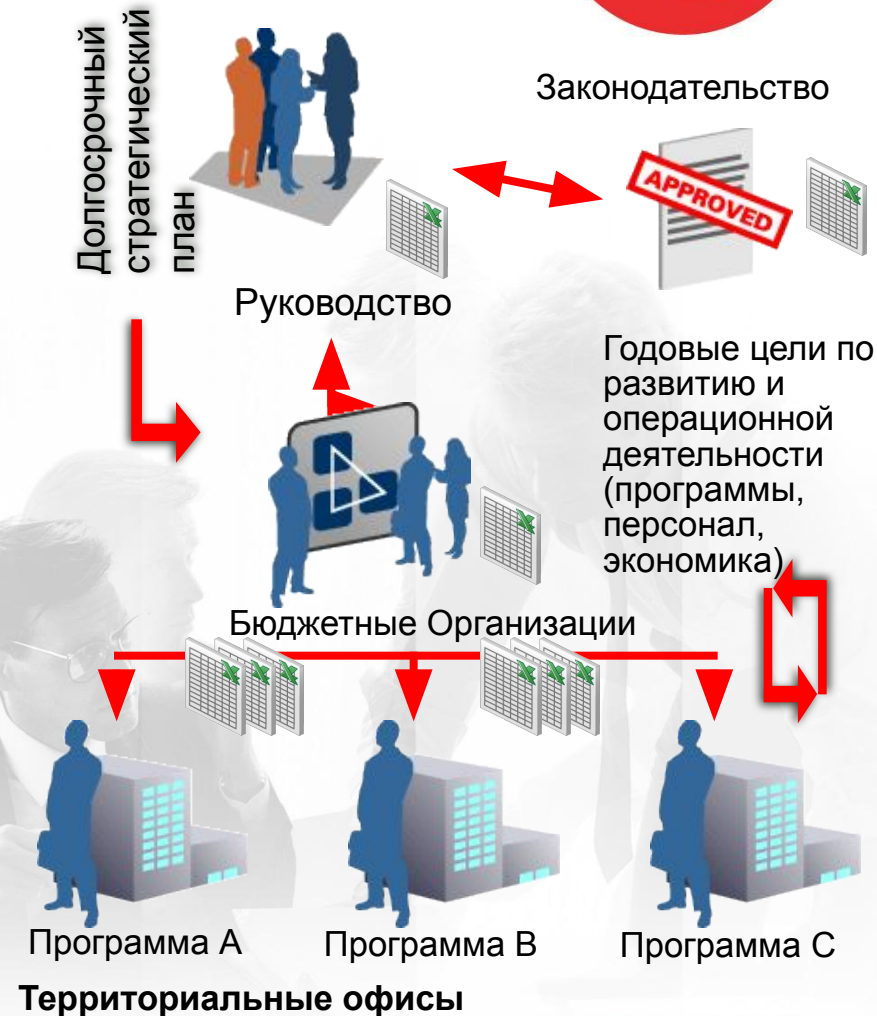 Долгосрочный
стратегический
план
Законодательство
APPROVED
Руководство
Годовые цели по
развитию и
операционной
деятельности
(программы,
персонал,
экономика)
Бюджетные Организации
Программа А
Программа В
Программа С
Территориальные офисы